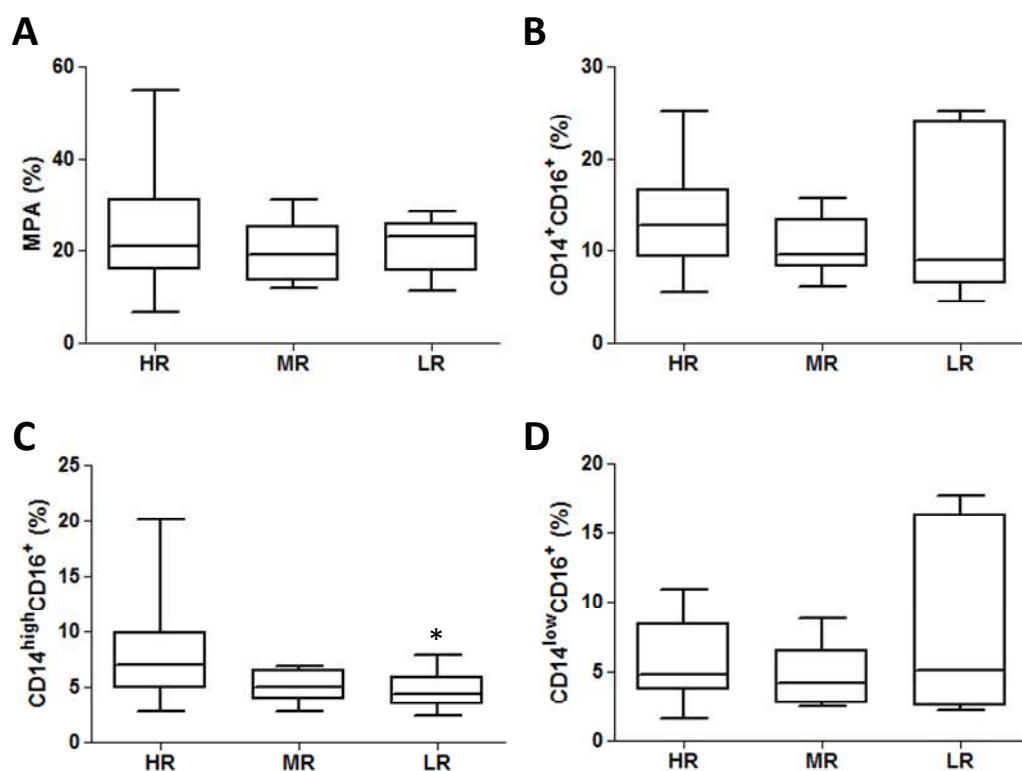 A
MPA (%)
60
40
20
0
HR MR LR
B
CD14⁺CD16⁺ (%)
30
20
10
0
HR MR LR
C
CD14ʰⁱᵍʰCD16⁺ (%)
25
20
15
10
5
0
*
HR MR LR
D
CD14ˡᵒʷCD16⁺ (%)
20
15
10
5
0
HR MR LR